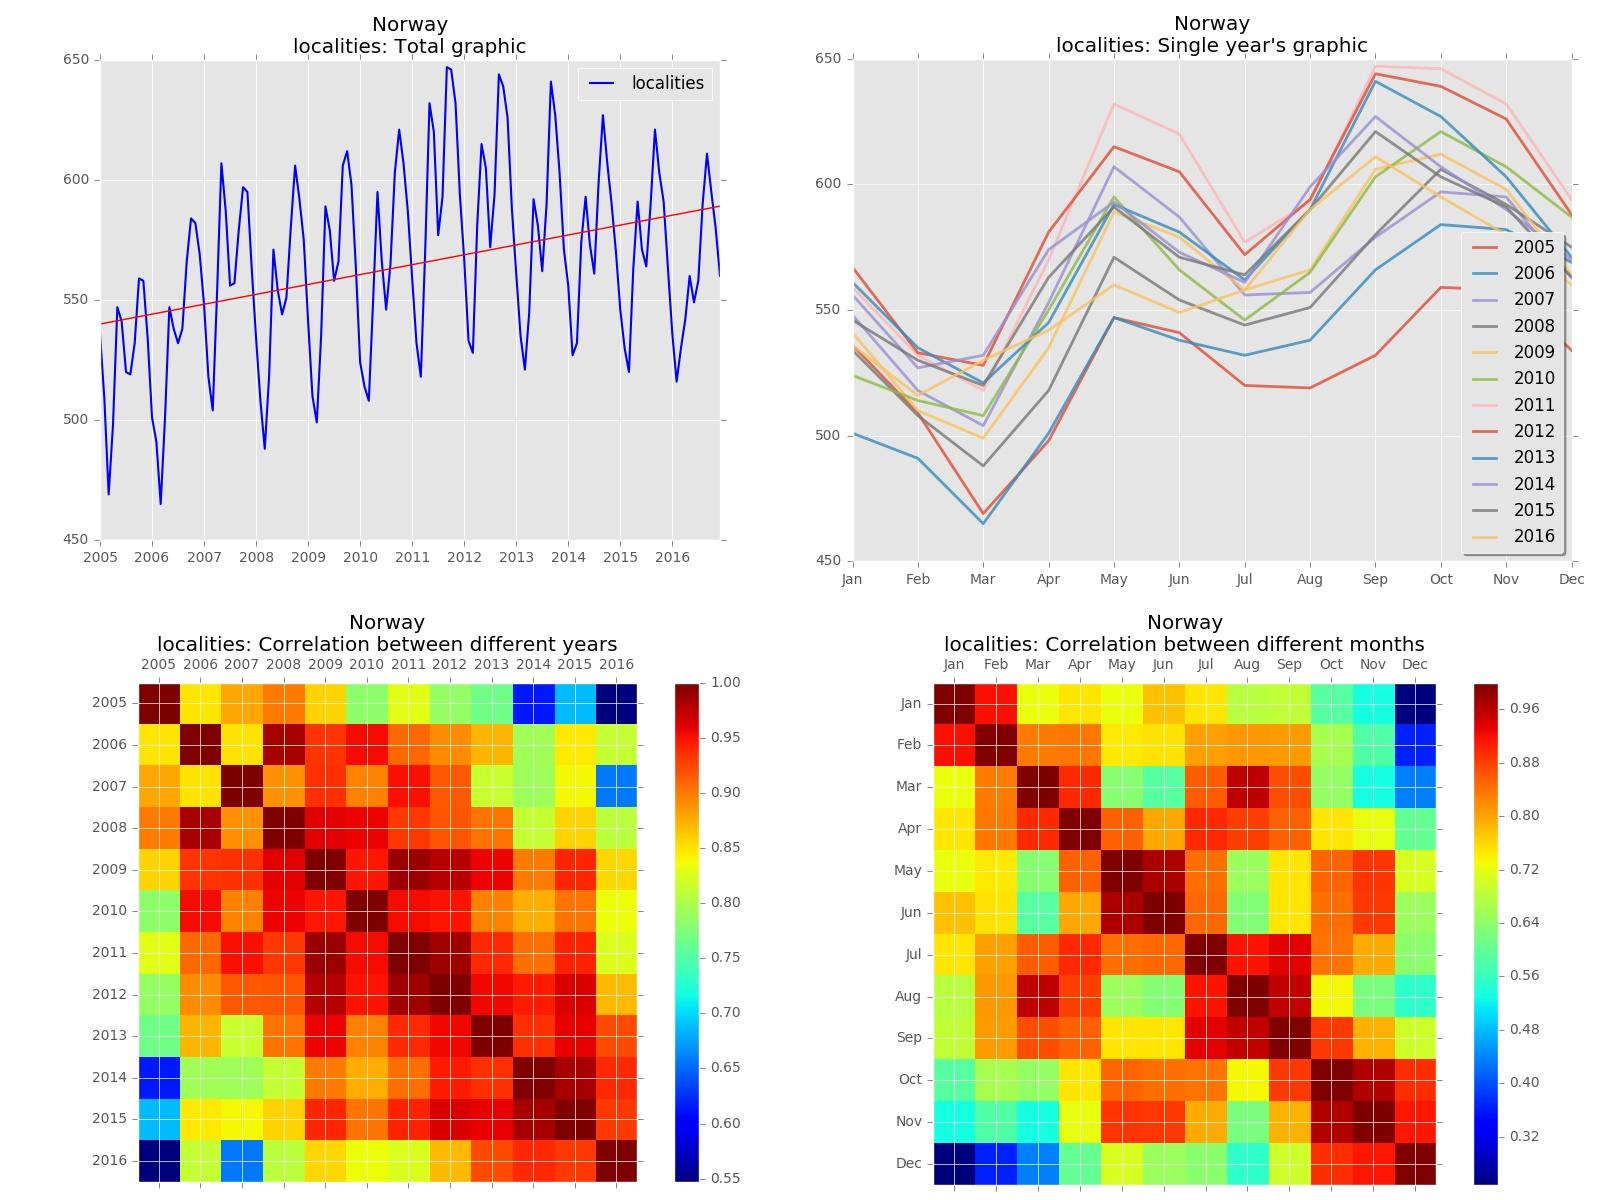 Norway
localities: Total graphic
650
600
550
500
450
2005 2006 2007 2008 2009 2010 2011 2012 2013 2014 2015 2016
localities
Norway
localities: Single year's graphic
650
600
550
500
450
Jan Feb Mar Apr May Jun Jul Aug Sep Oct Nov Dec
2005
2006
2007
2008
2009
2010
2011
2012
2013
2014
2015
2016
Norway
localities: Correlation between different years
2005 2006 2007 2008 2009 2010 2011 2012 2013 2014 2015 2016
2005
2006
2007
2008
2009
2010
2011
2012
2013
2014
2015
2016
1.00
0.95
0.90
0.85
0.80
0.75
0.70
0.65
0.60
0.55
Norway
localities: Correlation between different months
Jan Feb Mar Apr May Jun Jul Aug Sep Oct Nov Dec
Jan
Feb
Mar
Apr
May
Jun
Jul
Aug
Sep
Oct
Nov
Dec
0.96
0.88
0.80
0.72
0.64
0.56
0.48
0.40
0.32